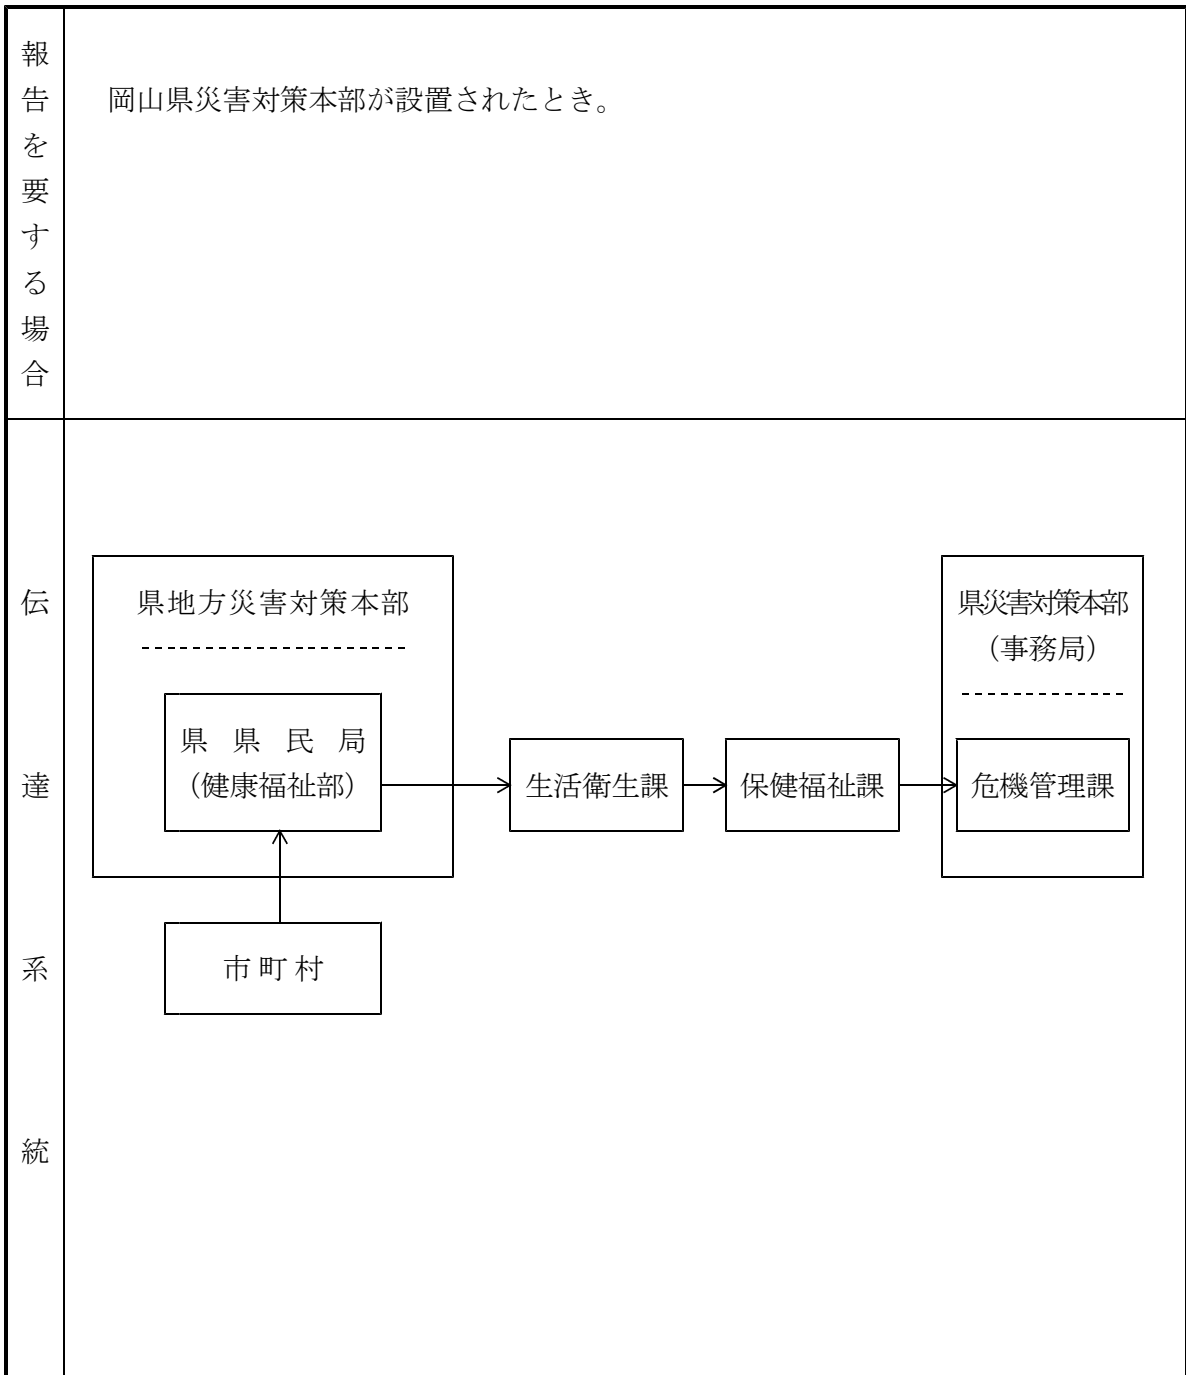 報告を要する場合
岡山県災害対策本部が設置されたとき。
伝達系統
県地方災害対策本部
県県民局
（健康福祉部）
市町村
生活衛生課
保健福祉課
県災害対策本部
（事務局）
危機管理課